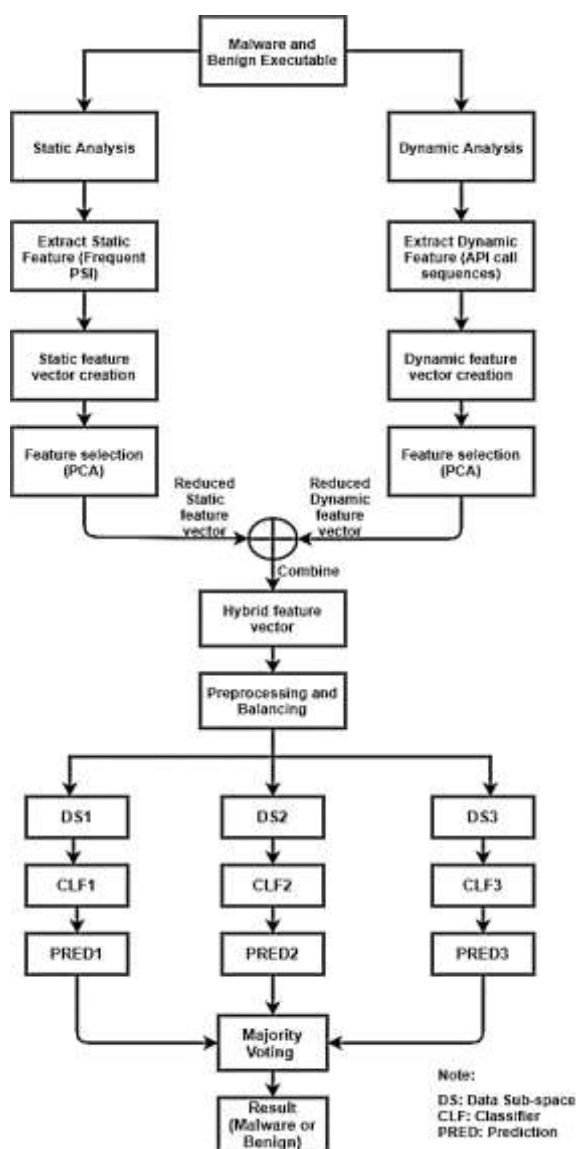 Malware and
Benign Executable
Static Analysis
Dynamic Analysis
Extract Static
Feature (Frequent
PSI)
Extract Dynamic
Feature (API call
sequences)
Static feature
vector creation
Dynamic feature
vector creation
Feature selection
(PCA)
Feature selection
(PCA)
Reduced
Static
feature
vector
Reduced
Dynamic
feature
vector
Combine
Hybrid feature
vector
Preprocessing and
Balancing
DS1
DS2
DS3
CLF1
CLF2
CLF3
PRED1
PRED2
PRED3
Majority
Voting
Result
(Malware or
Benign)
Note:
DS: Data Sub-space
CLF: Classifier
PRED: Prediction